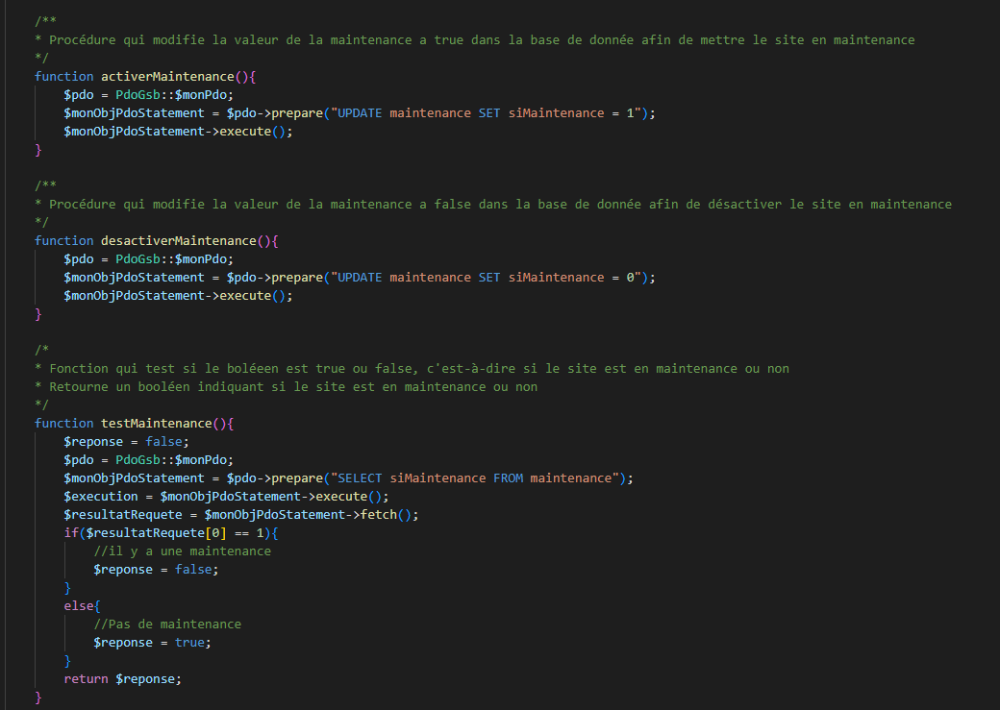 /**
* Procédure qui modifie la valeur de la maintenance a true dans la base de donnée afin de mettre le site en maintenance
*/
function activerMaintenance(){
$pdo = PdoGsb::$monPdo;
$monObjPdoStatement = $pdo->prepare("UPDATE maintenance SET siMaintenance = 1");
$monObjPdoStatement->execute();
}
/**
* Procédure qui modifie la valeur de la maintenance a false dans la base de donnée afin de désactiver le site en maintenance
*/
function desactiverMaintenance(){
$pdo = PdoGsb::$monPdo;
$monObjPdoStatement = $pdo->prepare("UPDATE maintenance SET siMaintenance = 0");
$monObjPdoStatement->execute();
}
/*
* Fonction qui test si le boléeen est true ou false, c'est-à-dire si le site est en maintenance ou non
* Retourne un booléen indiquant si le site est en maintenance ou non
*/
function testMaintenance(){
$reponse = false;
$pdo = PdoGsb::$monPdo;
$monObjPdoStatement = $pdo->prepare("SELECT siMaintenance FROM maintenance");
$execution = $monObjPdoStatement->execute();
$resultatRequete = $monObjPdoStatement->fetch();
if($resultatRequete[0] == 1){
//il y a une maintenance
$reponse = false;
}
else{
//Pas de maintenance
$reponse = true;
}
return $reponse;
}